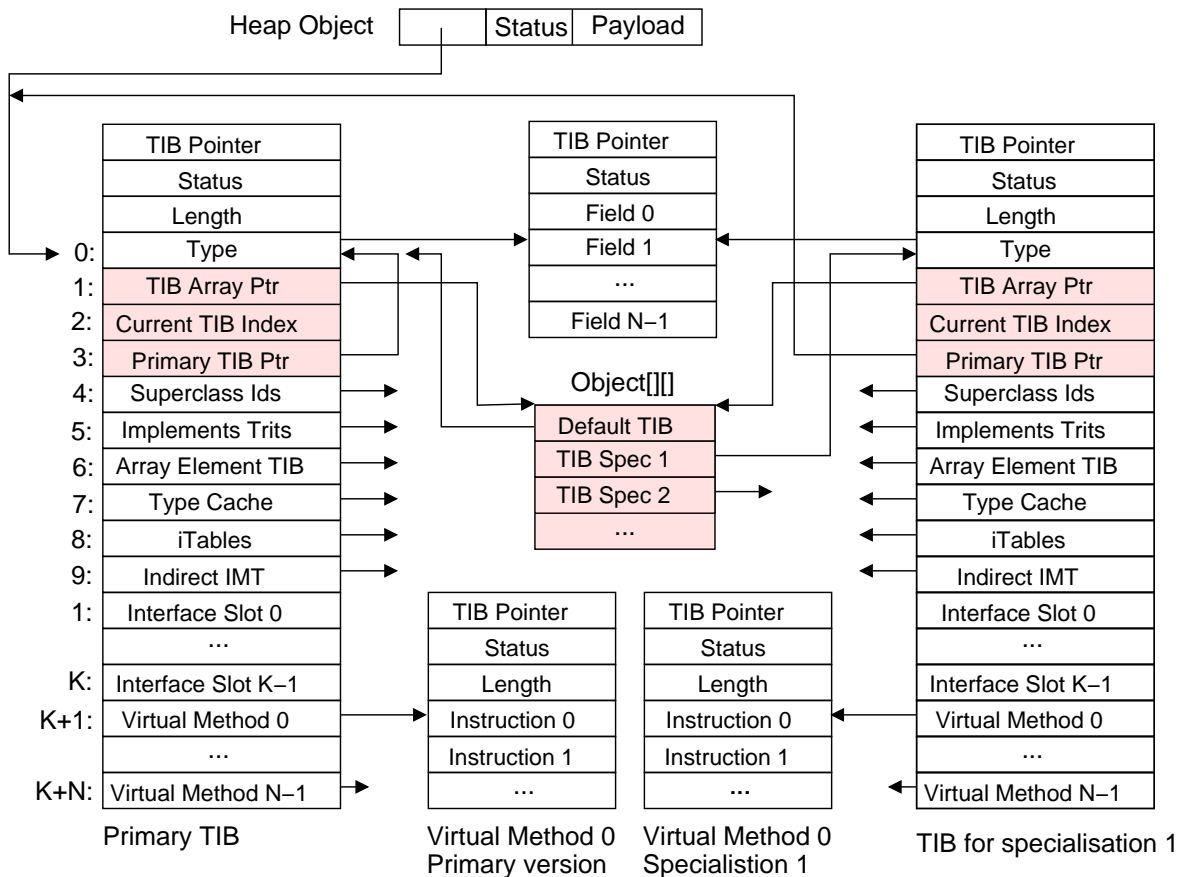 Heap Object
Status
Payload
TIB Pointer
Status
Length
0: Type
1: TIB Array Ptr
2: Current TIB Index
3: Primary TIB Ptr
4: Superclass Ids
5: Implements Trits
6: Array Element TIB
7: Type Cache
8: iTables
9: Indirect IMT
1: Interface Slot 0
...
K: Interface Slot K−1
K+1: Virtual Method 0
...
K+N: Virtual Method N−1
Primary TIB
TIB Pointer
Status
Field 0
Field 1
...
Field N−1
Object[][]
Default TIB
TIB Spec 1
TIB Spec 2
...
TIB Pointer
Status
Length
Instruction 0
Instruction 1
...
Virtual Method 0
Primary version
TIB Pointer
Status
Length
Instruction 0
Instruction 1
...
Virtual Method 0
Specialistion 1
TIB Pointer
Status
Length
Type
TIB Array Ptr
Current TIB Index
Primary TIB Ptr
Superclass Ids
Implements Trits
Array Element TIB
Type Cache
iTables
Indirect IMT
Interface Slot 0
...
Interface Slot K−1
Virtual Method 0
...
Virtual Method N−1
TIB for specialisation 1